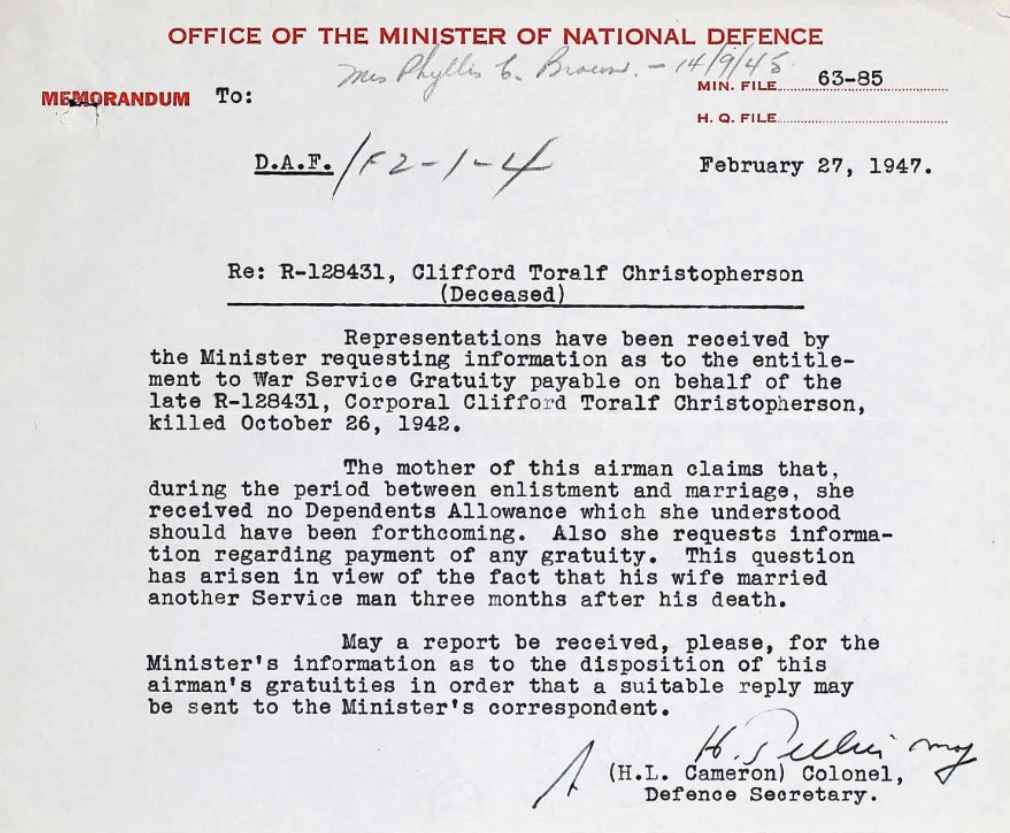 OFFICE OF THE MINISTER OF NATIONAL DEFENCE
Mrs Phyllis C. Brown. - 14/9/45
MIN. FILE 63-85
MEMORANDUM To:
H. Q. FILE
D.A.F. /F2-1-4
February 27, 1947.
Re: R-128431, Clifford Toralf Christopherson
(Deceased)
Representations have been received by
the Minister requesting information as to the entitle-
ment to War Service Gratuity payable on behalf of the
late R-128431, Corporal Clifford Toralf Christopherson,
killed October 26, 1942.
The mother of this airman claims that,
during the period between enlistment and marriage, she
received no Dependents Allowance which she understood
should have been forthcoming. Also she requests informa-
tion regarding payment of any gratuity. This question
has arisen in view of the fact that his wife married
another Service man three months after his death.
May a report be received, please, for the
Minister's information as to the disposition of this
airman's gratuities in order that a suitable reply may
be sent to the Minister's correspondent.
H.
(H.L. Cameron) Colonel,
Defence Secretary.